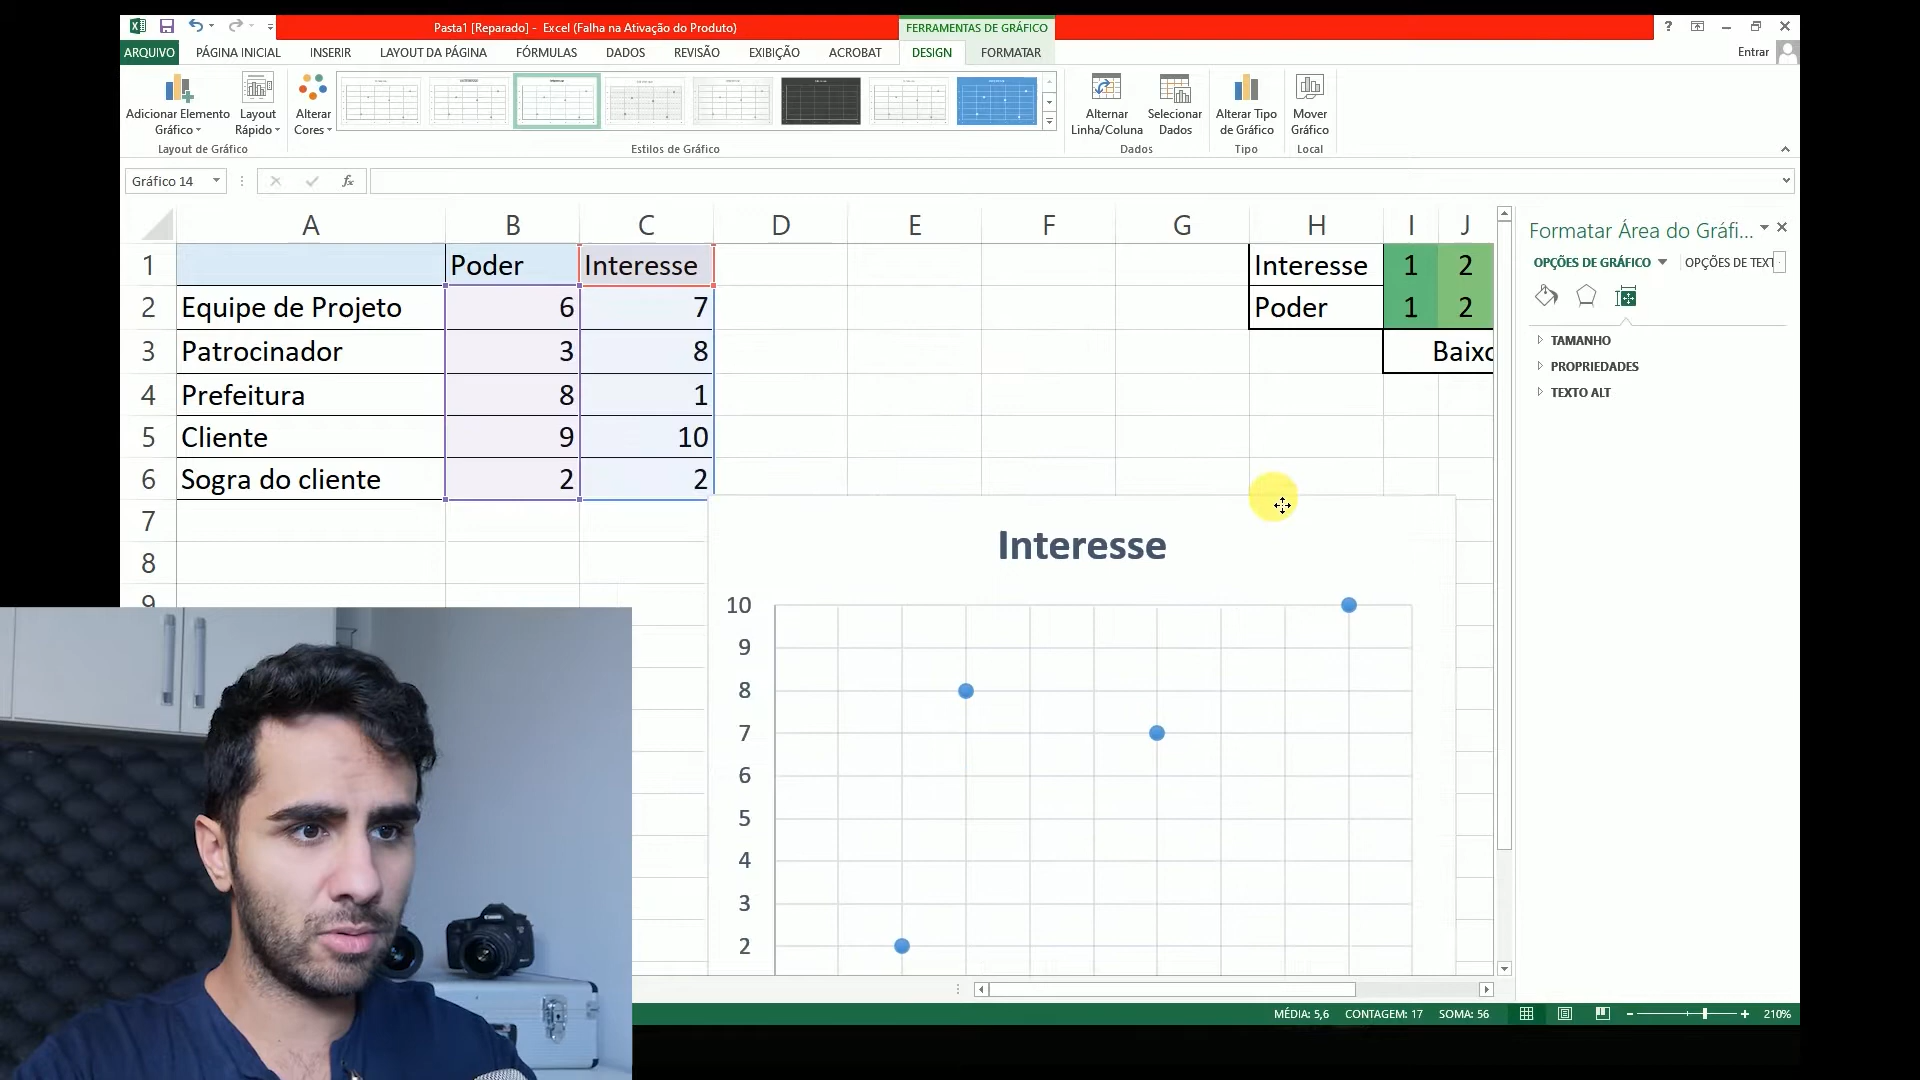 Pasta1 [Reparado] - Excel (Falha na Ativação do Produto)
FERRAMENTAS DE GRÁFICO
?
ARQUIVO PÁGINA INICIAL INSERIR LAYOUT DA PÁGINA FÓRMULAS DADOS REVISÃO EXIBIÇÃO ACROBAT DESIGN FORMATAR Entrar
Adicionar Elemento Gráfico
Layout Rápido
Alterar Cores
Alternar Linha/Coluna
Selecionar Dados
Alterar Tipo de Gráfico
Mover Gráfico
Layout de Gráfico Estilos de Gráfico Dados Tipo Local
Gráfico 14 fx
A B C D E F G H I J
1 Poder Interesse Interesse 1 2
2 Equipe de Projeto 6 7 Poder 1 2
3 Patrocinador 3 8 Baixo
4 Prefeitura 8 1
5 Cliente 9 10
6 Sogra do cliente 2 2
7
8
9
Interesse
10
9
8
7
6
5
4
3
2
Formatar Área do Gráfi...
OPÇÕES DE GRÁFICO OPÇÕES DE TEXT
TAMANHO
PROPRIEDADES
TEXTO ALT
MÉDIA: 5,6 CONTAGEM: 17 SOMA: 56 210%